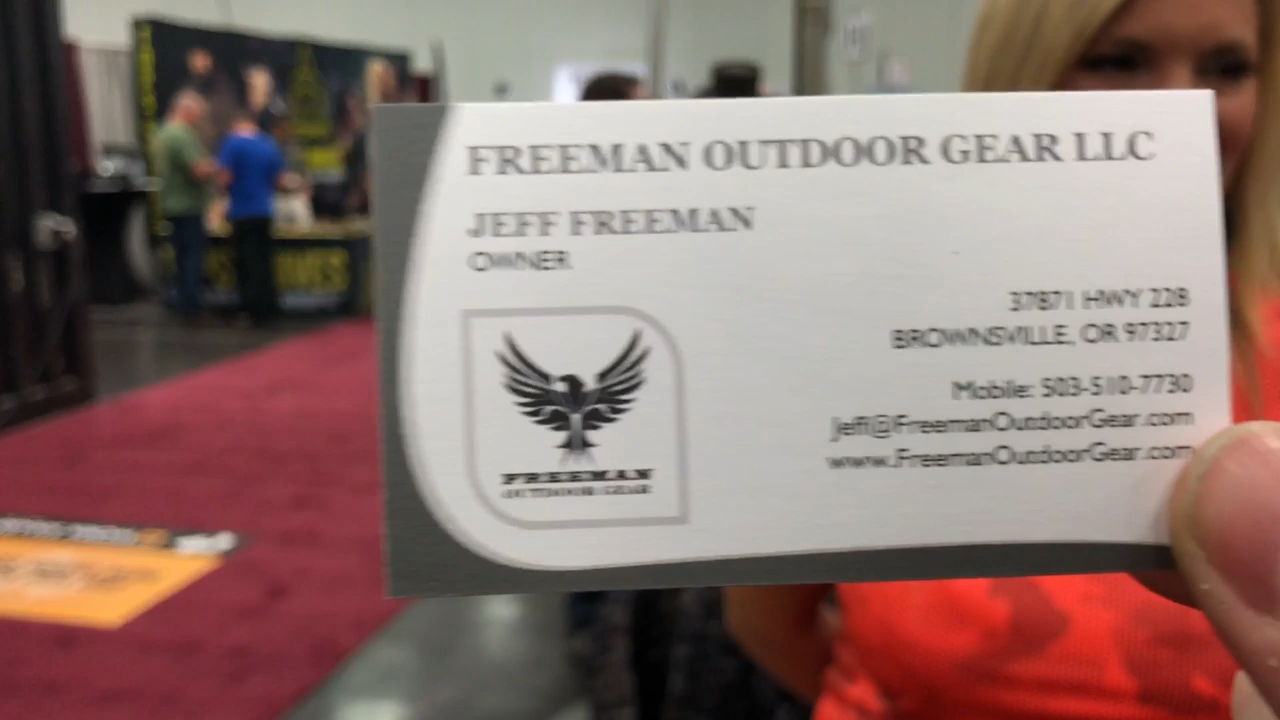 FREEMAN OUTDOOR GEAR LLC
JEFF FREEMAN
OWNER
37871 HWY 228
BROWNSVILLE, OR 97327
Mobile: 503-510-7730
Jeff@FreemanOutdoorGear.com
www.FreemanOutdoorGear.com
FREEMAN
OUTDOOR GEAR